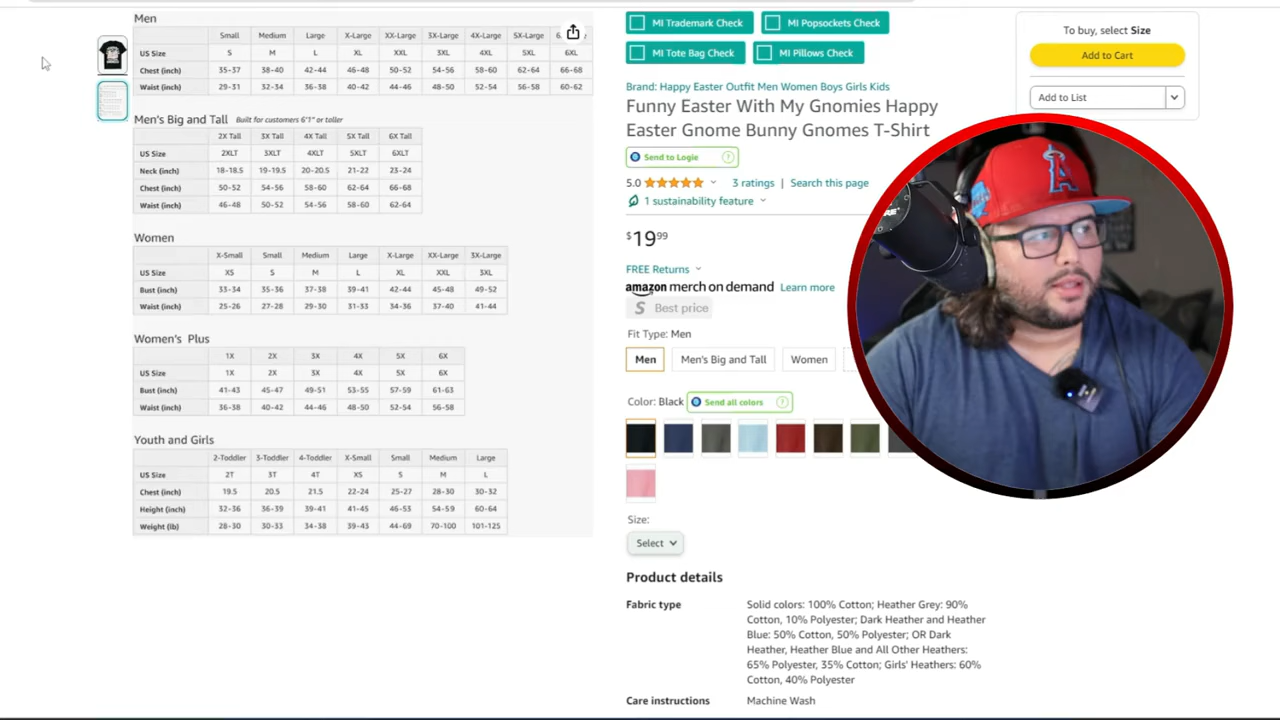 Men
Small Medium Large X-Large XX-Large 3X-Large 4X-Large 5X-Large
US Size S M L XL XXL 3XL 4XL 5XL 6XL
Chest (inch) 35-37 38-40 42-44 46-48 50-52 54-56 58-60 62-64 66-68
Waist (inch) 29-31 32-34 36-38 40-42 44-46 48-50 52-54 56-58 60-62
Men's Big and Tall Built for customers 6'1" or taller
2X Tall 3X Tall 4X Tall 5X Tall 6X Tall
US Size 2XLT 3XLT 4XLT 5XLT 6XLT
Neck (inch) 18-18.5 19-19.5 20-20.5 21-22 23-24
Chest (inch) 50-52 54-56 58-60 62-64 66-68
Waist (inch) 46-48 50-52 54-56 58-60 62-64
Women
X-Small Small Medium Large X-Large XX-Large 3X-Large
US Size XS S M L XL XXL 3XL
Bust (inch) 33-34 35-36 37-38 39-41 42-44 45-48 49-52
Waist (inch) 25-26 27-28 29-30 31-33 34-36 37-40 41-44
Women's Plus
1X 2X 3X 4X 5X 6X
US Size 1X 2X 3X 4X 5X 6X
Bust (inch) 41-43 45-47 49-51 53-55 57-59 61-63
Waist (inch) 36-38 40-42 44-46 48-50 52-54 56-58
Youth and Girls
2-Toddler 3-Toddler 4-Toddler X-Small Small Medium Large
US Size 2T 3T 4T XS S M L
Chest (inch) 19.5 20.5 21.5 22-24 25-27 28-30 30-32
Height (inch) 32-36 36-39 39-41 41-45 46-53 54-59 60-64
Weight (lb) 28-30 30-33 34-38 39-43 44-69 70-100 101-125
MI Trademark Check MI Popsockets Check
MI Tote Bag Check MI Pillows Check
Brand: Happy Easter Outfit Men Women Boys Girls Kids
Funny Easter With My Gnomies Happy
Easter Gnome Bunny Gnomes T-Shirt
Send to Logie ?
5.0 3 ratings | Search this page
1 sustainability feature
$1999
FREE Returns
amazon merch on demand Learn more
S Best price
Fit Type: Men
Men Men's Big and Tall Women
Color: Black Send all colors ?
Size:
Select
Product details
Fabric type Solid colors: 100% Cotton; Heather Grey: 90%
Cotton, 10% Polyester; Dark Heather and Heather
Blue: 50% Cotton, 50% Polyester; OR Dark
Heather, Heather Blue and All Other Heathers:
65% Polyester, 35% Cotton; Girls' Heathers: 60%
Cotton, 40% Polyester
Care instructions Machine Wash
To buy, select Size
Add to Cart
Add to List
A